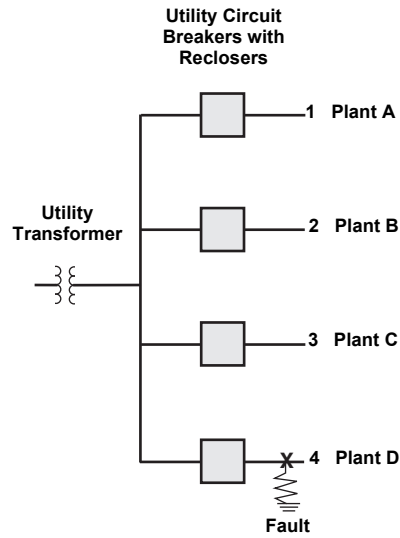 Utility Circuit
Breakers with
Reclosers
1 Plant A
Utility
Transformer
2 Plant B
3 Plant C
X
4 Plant D
Fault